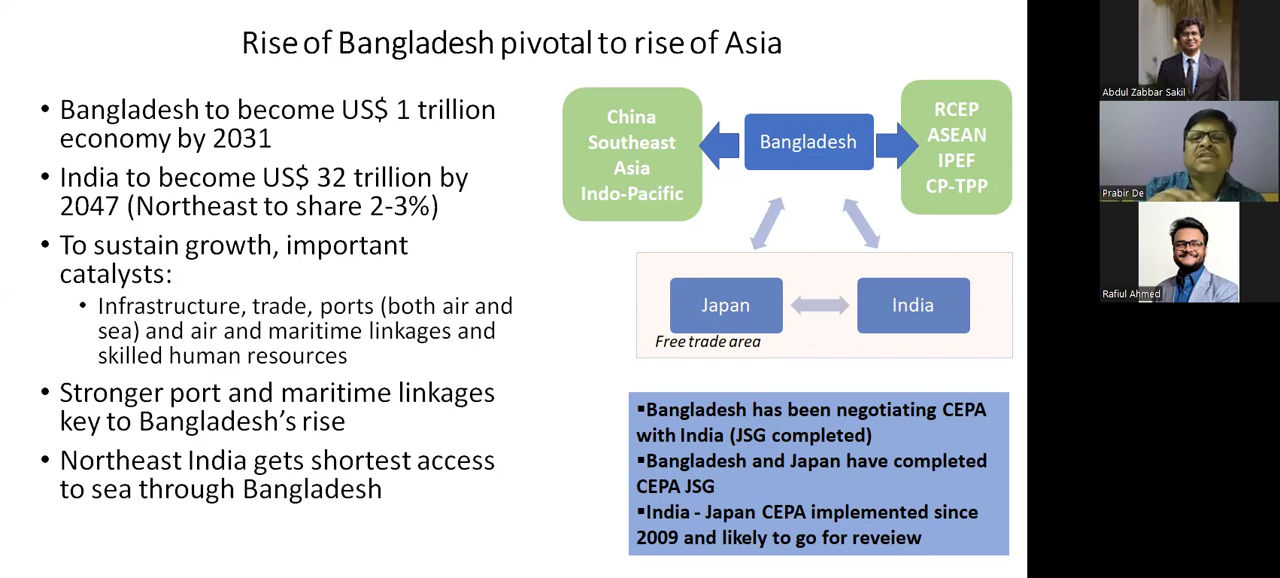 Rise of Bangladesh pivotal to rise of Asia
• Bangladesh to become US$ 1 trillion
economy by 2031
• India to become US$ 32 trillion by
2047 (Northeast to share 2-3%)
• To sustain growth, important
catalysts:
• Infrastructure, trade, ports (both air and
sea) and air and maritime linkages and
skilled human resources
• Stronger port and maritime linkages
key to Bangladesh's rise
• Northeast India gets shortest access
to sea through Bangladesh
China
Southeast
Asia
Indo-Pacific
Bangladesh
RCEP
ASEAN
IPEF
CP-TPP
Japan
India
Free trade area
▪Bangladesh has been negotiating CEPA
with India (JSG completed)
▪Bangladesh and Japan have completed
CEPA JSG
▪India - Japan CEPA implemented since
2009 and likely to go for reveiew
Abdul Zabbar Sakil
Prabir De
Rafiul Ahmed